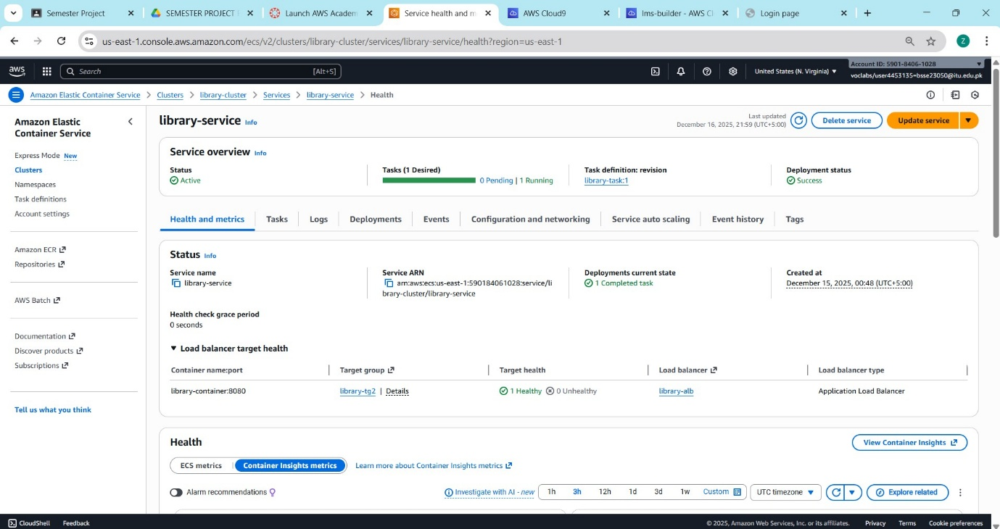 Semester Project
SEMESTER PROJECT
Launch AWS Academ
Service health and m
AWS Cloud9
lms-builder - AWS Cl
Login page
us-east-1.console.aws.amazon.com/ecs/v2/clusters/library-cluster/services/library-service/health?region=us-east-1
Z
aws
Search
[Alt+S]
United States (N. Virginia)
Account ID: 5901-8406-1028
voclabs/user4453135=bsse23050@itu.edu.pk
Amazon Elastic Container Service > Clusters > library-cluster > Services > library-service > Health
Amazon Elastic
Container Service
Express Mode New
Clusters
Namespaces
Task definitions
Account settings
Amazon ECR
Repositories
AWS Batch
Documentation
Discover products
Subscriptions
Tell us what you think
library-service Info
Last updated
December 16, 2025, 21:59 (UTC+5:00)
Delete service
Update service
Service overview Info
Status
Active
Tasks (1 Desired)
0 Pending | 1 Running
Task definition: revision
library-task:1
Deployment status
Success
Health and metrics
Tasks
Logs
Deployments
Events
Configuration and networking
Service auto scaling
Event history
Tags
Status Info
Service name
library-service
Service ARN
arn:aws:ecs:us-east-1:590184061028:service/li
brary-cluster/library-service
Deployments current state
1 Completed task
Created at
December 15, 2025, 00:48 (UTC+5:00)
Health check grace period
0 seconds
Load balancer target health
Container name:port
Target group
Target health
Load balancer
Load balancer type
library-container:8080
library-tg2 | Details
1 Healthy 0 Unhealthy
library-alb
Application Load Balancer
Health
View Container Insights
ECS metrics
Container Insights metrics
Learn more about Container Insights metrics
Alarm recommendations
Investigate with AI - new
1h
3h
12h
1d
3d
1w
Custom
UTC timezone
Explore related
CloudShell
Feedback
© 2025, Amazon Web Services, Inc. or its affiliates.
Privacy
Terms
Cookie preferences